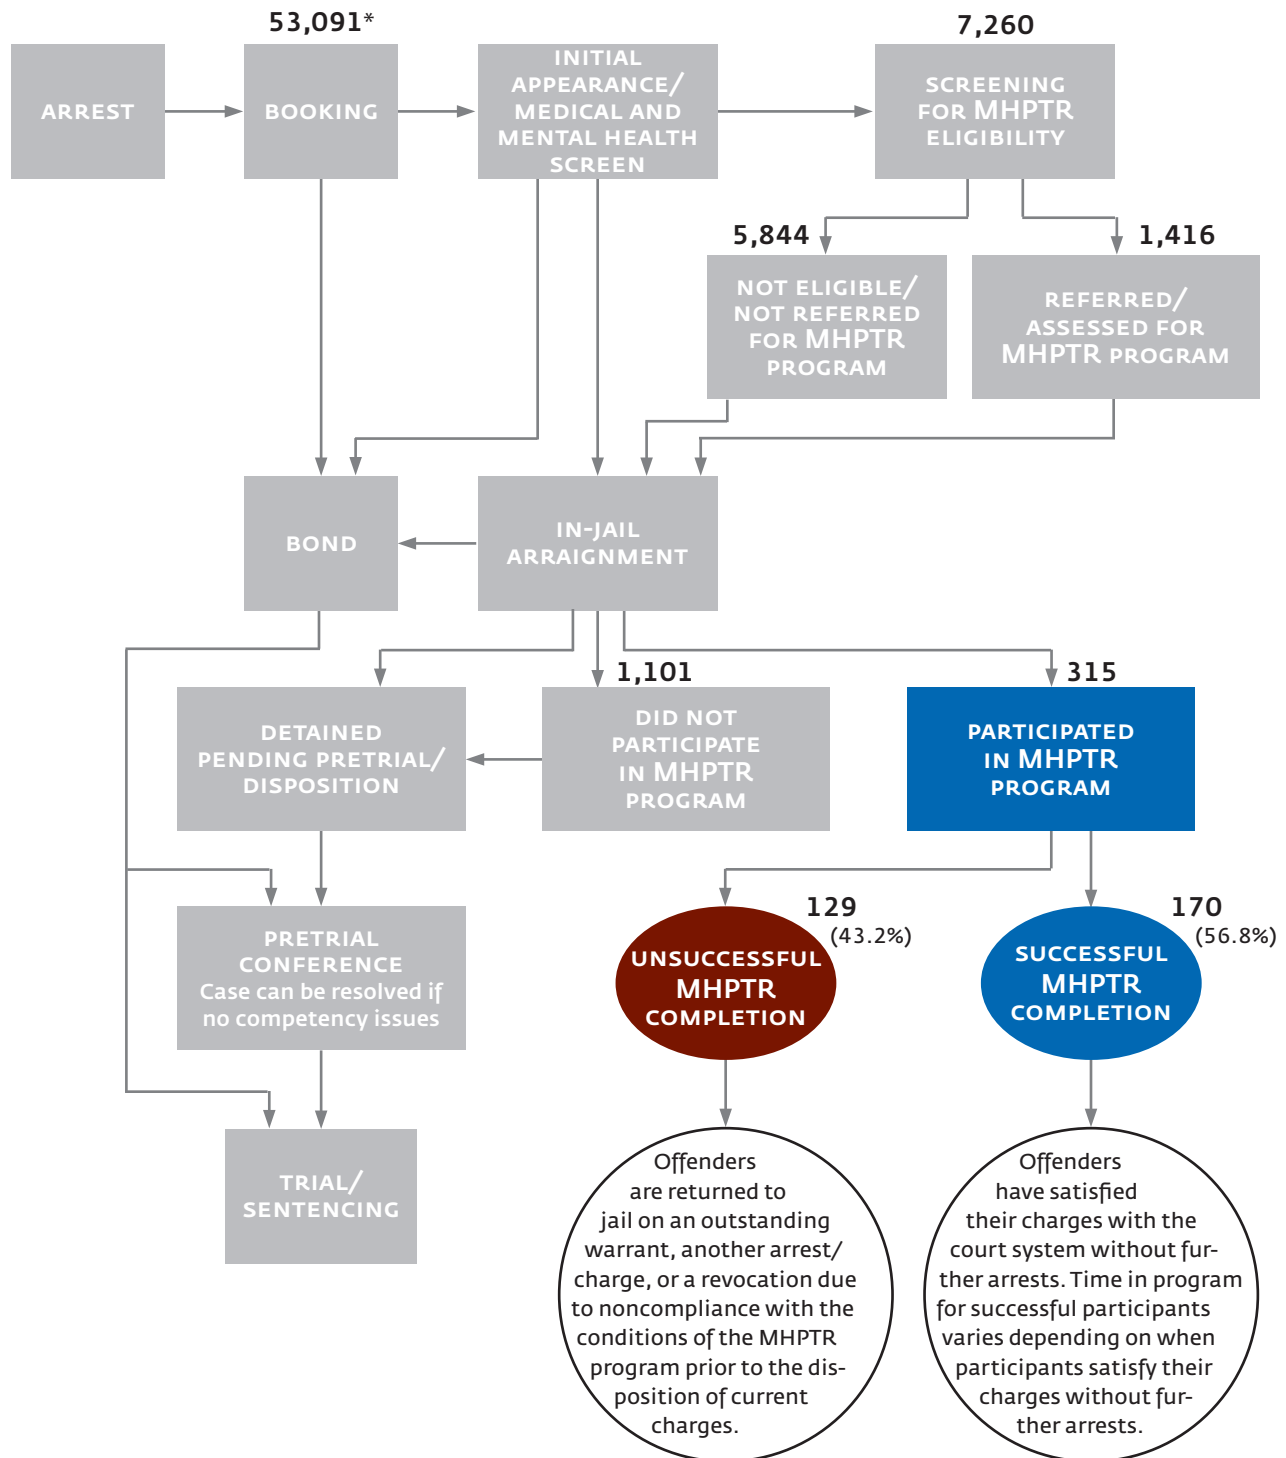 53,091*
7,260
ARREST
BOOKING
INITIAL
APPEARANCE/
MEDICAL AND
MENTAL HEALTH
SCREEN
SCREENING
FOR MHPTR
ELIGIBILITY
5,844
1,416
NOT ELIGIBLE/
NOT REFERRED
FOR MHPTR
PROGRAM
REFERRED/
ASSESSED FOR
MHPTR PROGRAM
BOND
IN-JAIL
ARRAIGNMENT
1,101
315
DETAINED
PENDING PRETRIAL/
DISPOSITION
DID NOT
PARTICIPATE
IN MHPTR
PROGRAM
PARTICIPATED
IN MHPTR
PROGRAM
129
(43.2%)
170
(56.8%)
PRETRIAL
CONFERENCE
Case can be resolved if
no competency issues
UNSUCCESSFUL
MHPTR
COMPLETION
SUCCESSFUL
MHPTR
COMPLETION
TRIAL/
SENTENCING
Offenders
are returned to
jail on an outstanding
warrant, another arrest/
charge, or a revocation due
to noncompliance with the
conditions of the MHPTR
program prior to the dis-
position of current
charges.
Offenders
have satisfied
their charges with the
court system without fur-
ther arrests. Time in program
for successful participants
varies depending on when
participants satisfy their
charges without fur-
ther arrests.